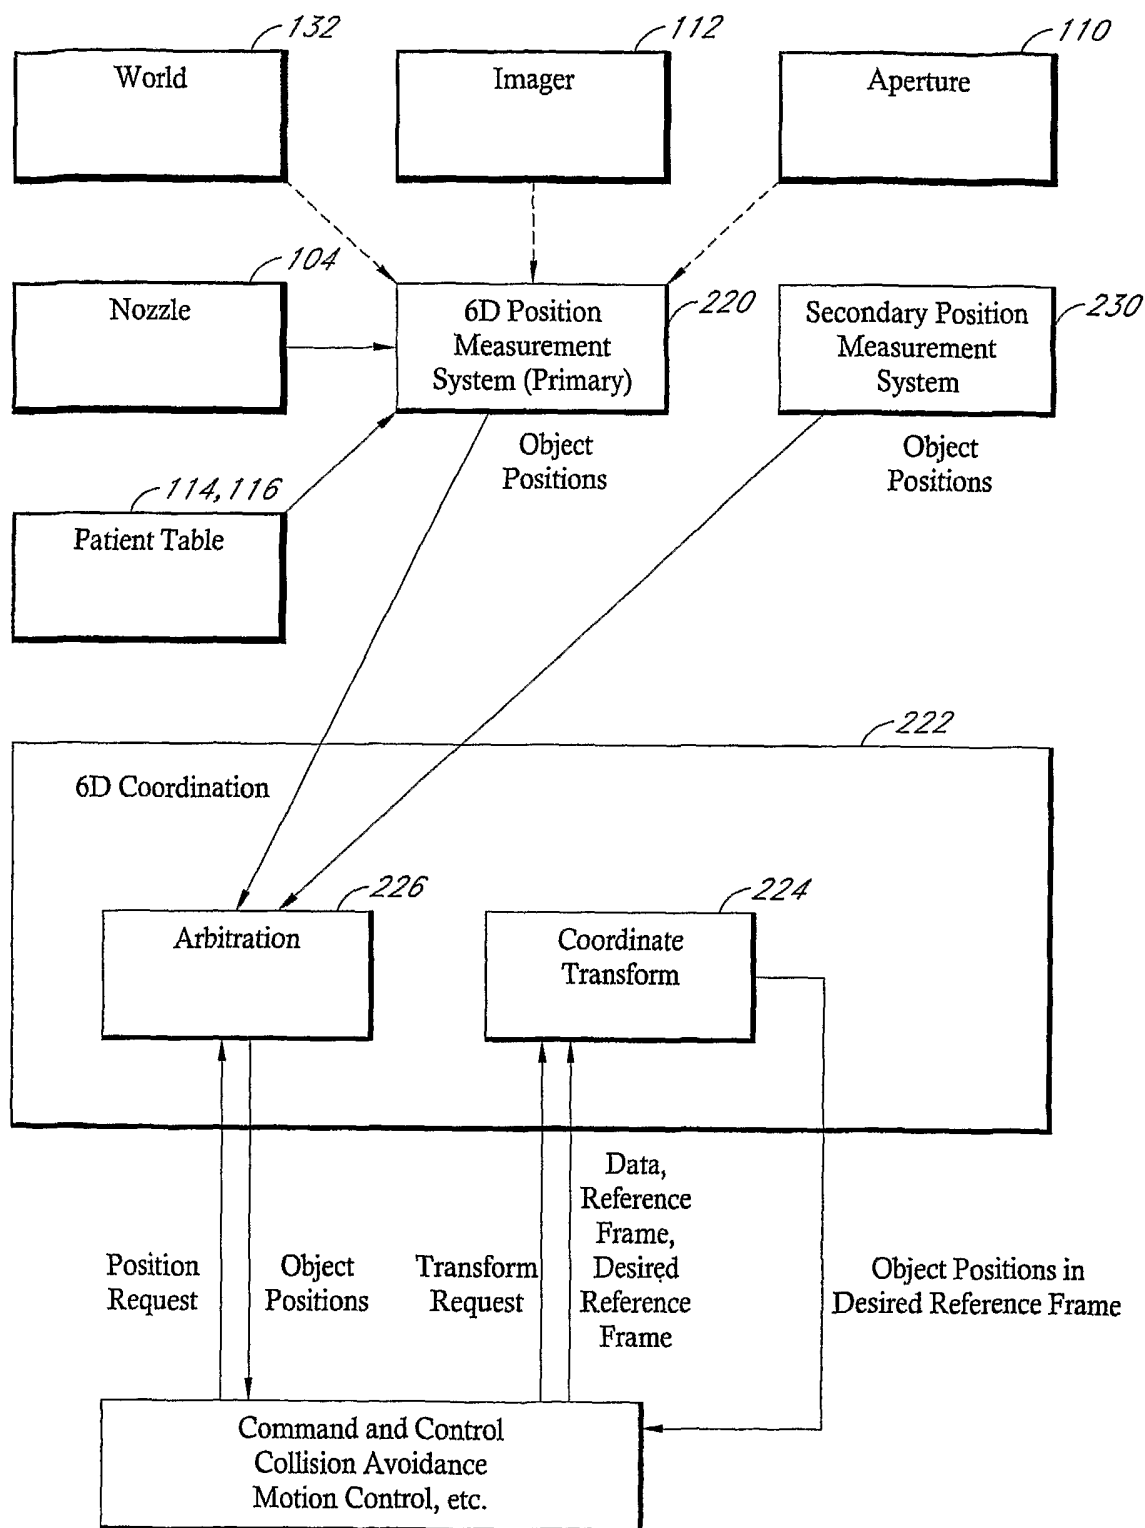 132
112
110
World
Imager
Aperture
104
Nozzle
6D Position
Measurement
System (Primary)
220
Secondary Position
Measurement
System
230
Object
Positions
Object
Positions
114, 116
Patient Table
222
6D Coordination
226
Arbitration
224
Coordinate
Transform
Position
Request
Object
Positions
Transform
Request
Data,
Reference
Frame,
Desired
Reference
Frame
Object Positions in
Desired Reference Frame
Command and Control
Collision Avoidance
Motion Control, etc.